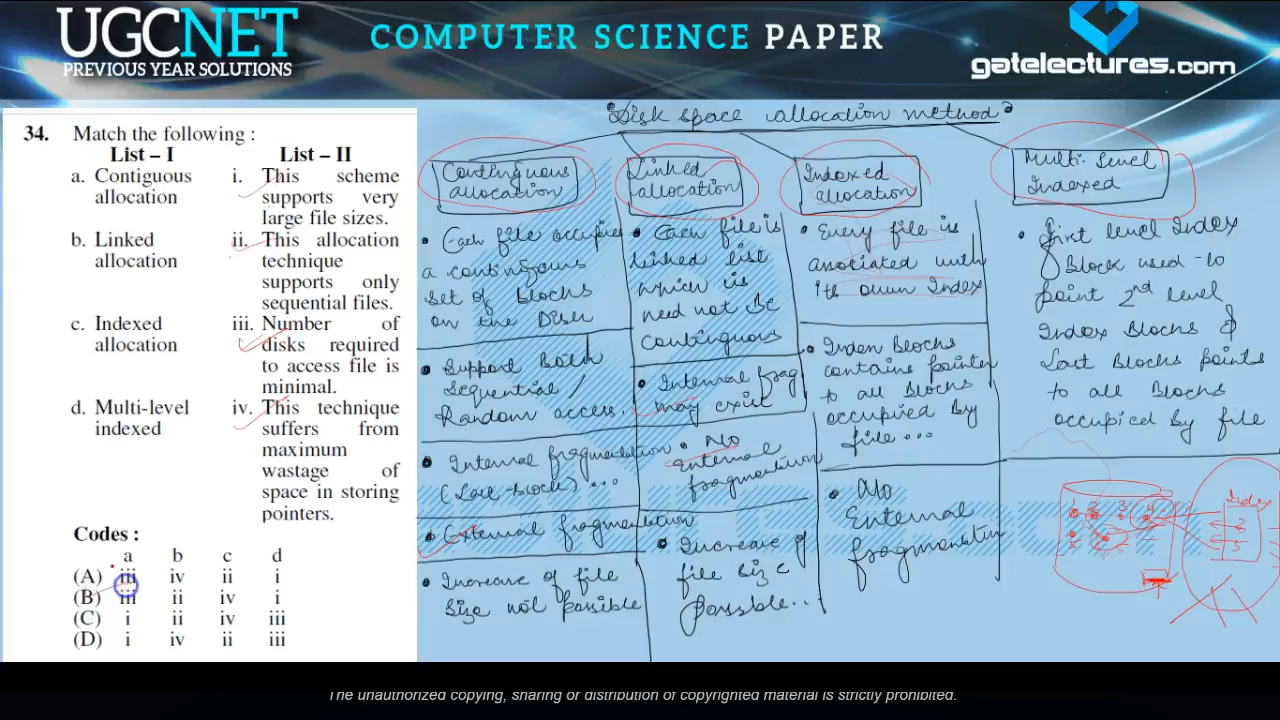 UGCNET
PREVIOUS YEAR SOLUTIONS
COMPUTER SCIENCE PAPER
gatelectures.com
34. Match the following :
List – I List – II
a. Contiguous allocation i. This scheme supports very large file sizes.
b. Linked allocation ii. This allocation technique supports only sequential files.
c. Indexed allocation iii. Number of disks required to access file is minimal.
d. Multi-level indexed iv. This technique suffers from maximum wastage of space in storing pointers.
Codes :
a b c d
(A) iii iv ii i
(B) iii ii iv i
(C) i ii iv iii
(D) i iv ii iii
Disk space allocation method
Contiguous
allocation
• Each file occupies
a contiguous
set of blocks
on the Disk
• Support Both
Sequential /
Random access.
• Internal fragmentation
(Last Block) ...
• External fragmentation
• Increase of file
size not possible
Linked
allocation
• Each file is
linked list
which is
need not be
contiguous
• Internal frag
may exist
• No
External
fragmentation
• Increase of
file size
possible...
Indexed
allocation
• Every file is
associated with
its own Index
• Index Blocks
contains pointer
to all Blocks
occupied By
file ...
• No
External
fragmentation
Multi-level
Indexed
• first level Index
Block used to
point 2nd level
Index Blocks &
Last Blocks points
to all Blocks
occupied By file
1 2 3 4
5
Index
2
5
The unauthorized copying, sharing or distribution of copyrighted material is strictly prohibited.